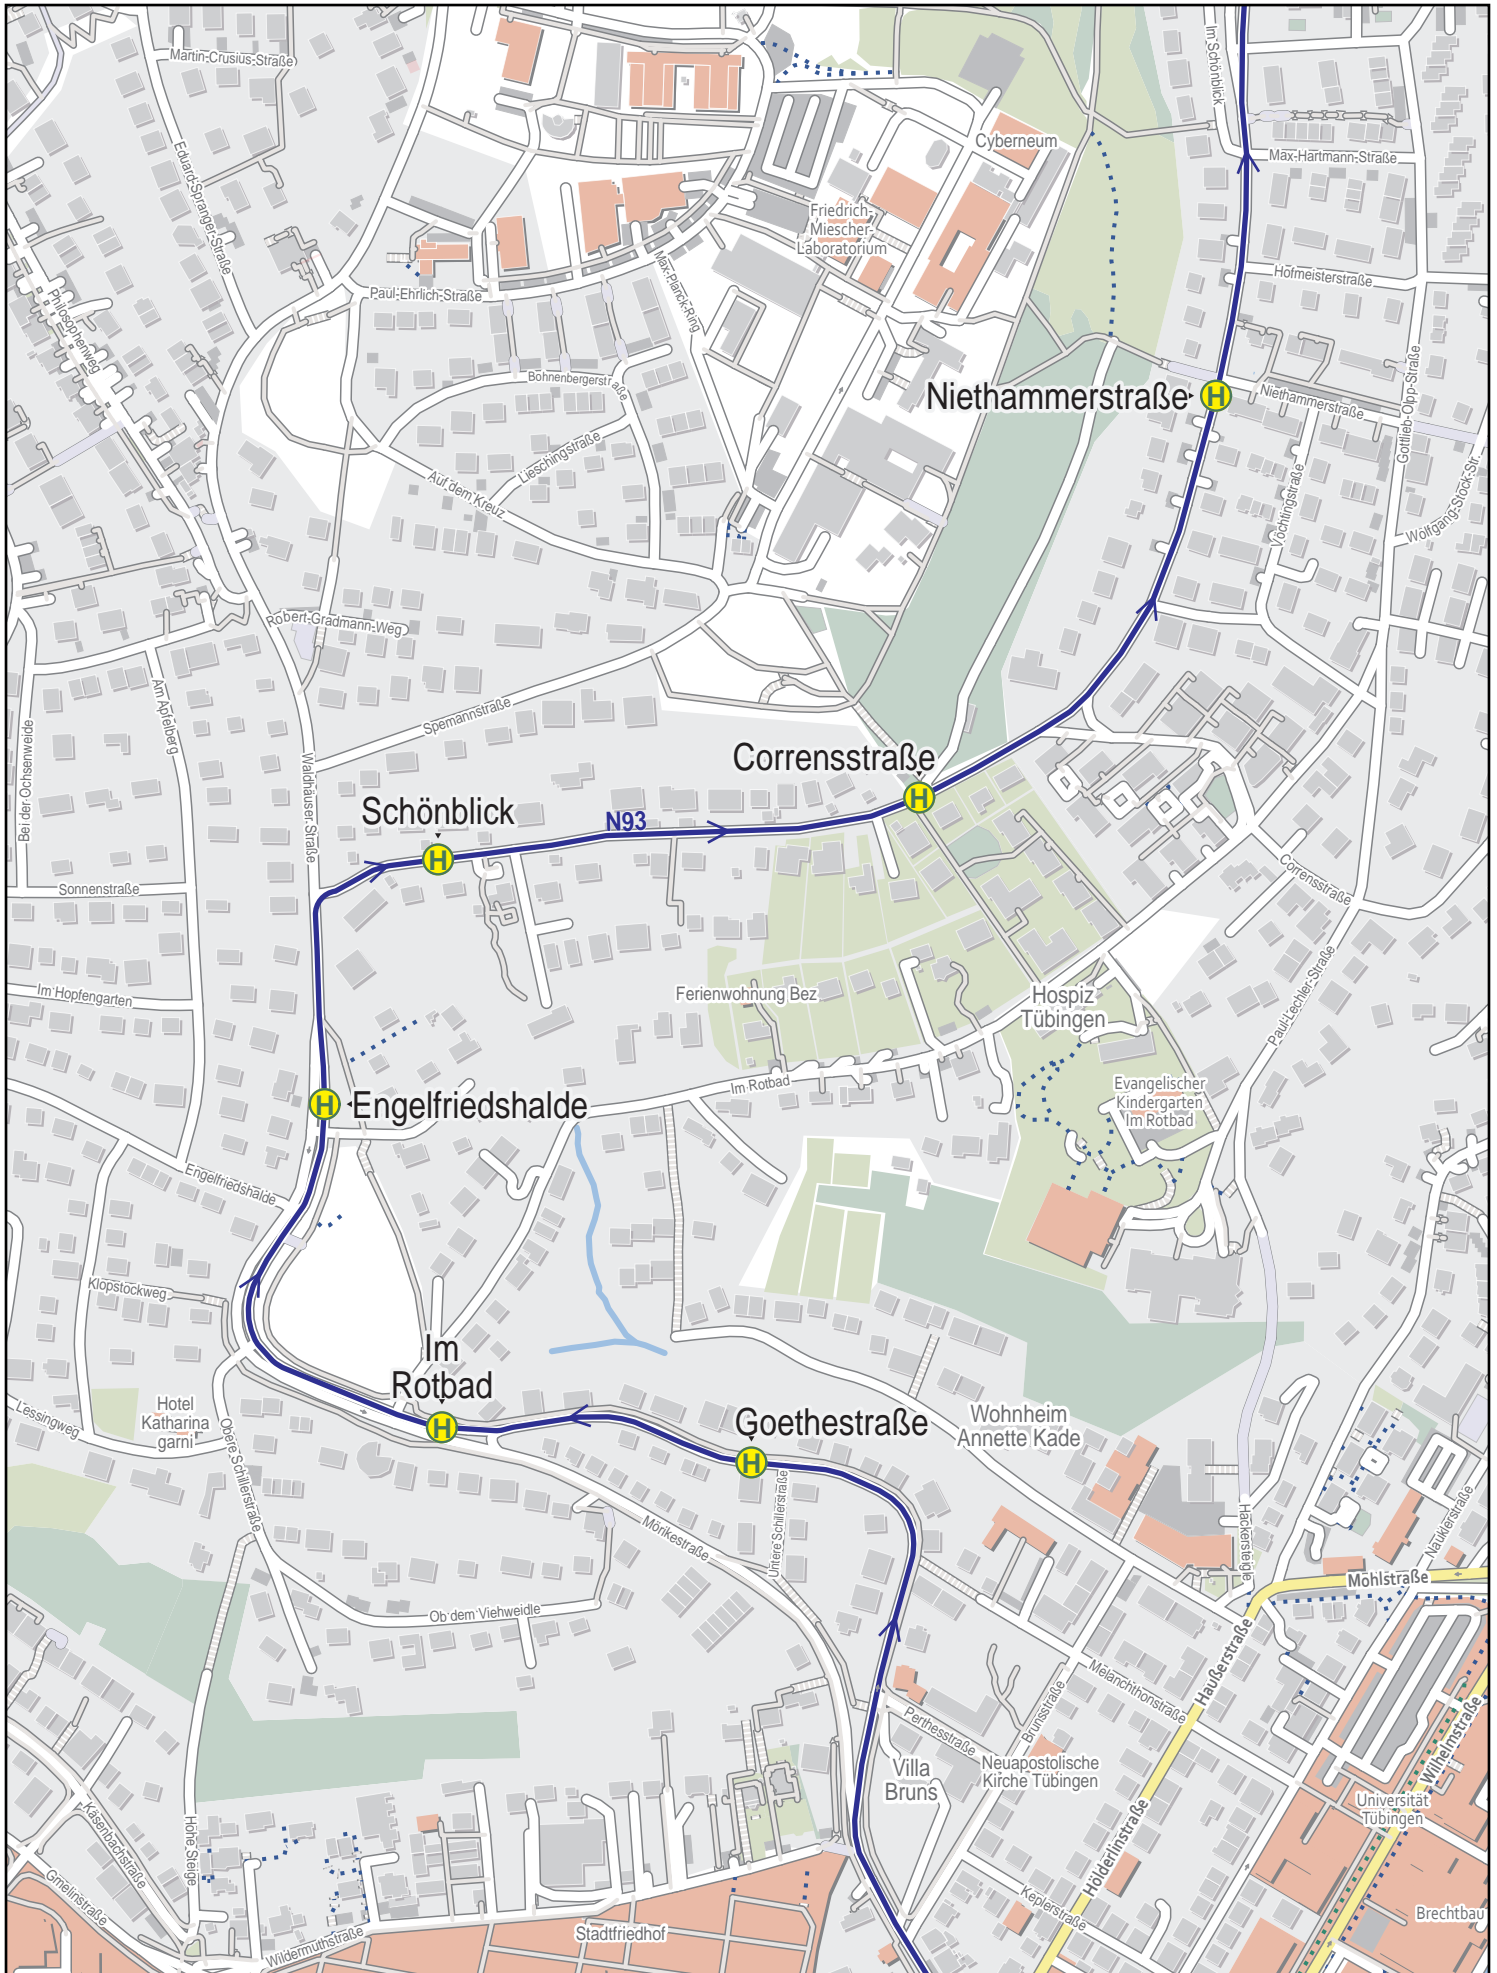 Martin-Crusius-Straße
Im Schönblick
Cyberneum
Max-Hartmann-Straße
Eduard-Spranger-Straße
Friedrich-
Miescher-
Laboratorium
Max-Planck-Ring
Hofmeisterstraße
Paul-Ehrlich-Straße
Philosophenweg
Bohnenbergerstraße
Niethammerstraße
H
Niethammerstraße
Gottlieb-Olpp-Straße
Lieschingstraße
Auf dem Kreuz
Vöchtingstraße
Wolfgang-Stock-Str.
Robert-Gradmann-Weg
Am Apfelberg
Spemannstraße
Bei der Ochsenweide
Waldhäuser Straße
Corrensstraße
H
Schönblick
H
N93
Sonnenstraße
Corrensstraße
Im Hopfengarten
Ferienwohnung Bez
Hospiz
Tübingen
Paul-Lechler-Straße
Engelfriedshalde
H
Im Rotbad
Evangelischer
Kindergarten
Im Rotbad
Engelfriedshalde
Klopstockweg
Im
Rotbad
H
Lessingweg
Hotel
Katharina
garni
Obere Schillerstraße
Goethestraße
H
Wohnheim
Annette Kade
Untere Schillerstraße
Mörikestraße
Hackersteigle
Nauklerstraße
Mohlstraße
Ob dem Viehweidle
Haußerstraße
Melanchthonstraße
Brunsstraße
Perthesstraße
Wilhelmstraße
Villa
Bruns
Neuapostolische
Kirche Tübingen
Hölderlinstraße
Universität
Tübingen
Käsenbachstraße
Hohe Steige
Gmelinstraße
Keplerstraße
Brechtbau
Stadtfriedhof
Wildermuthstraße